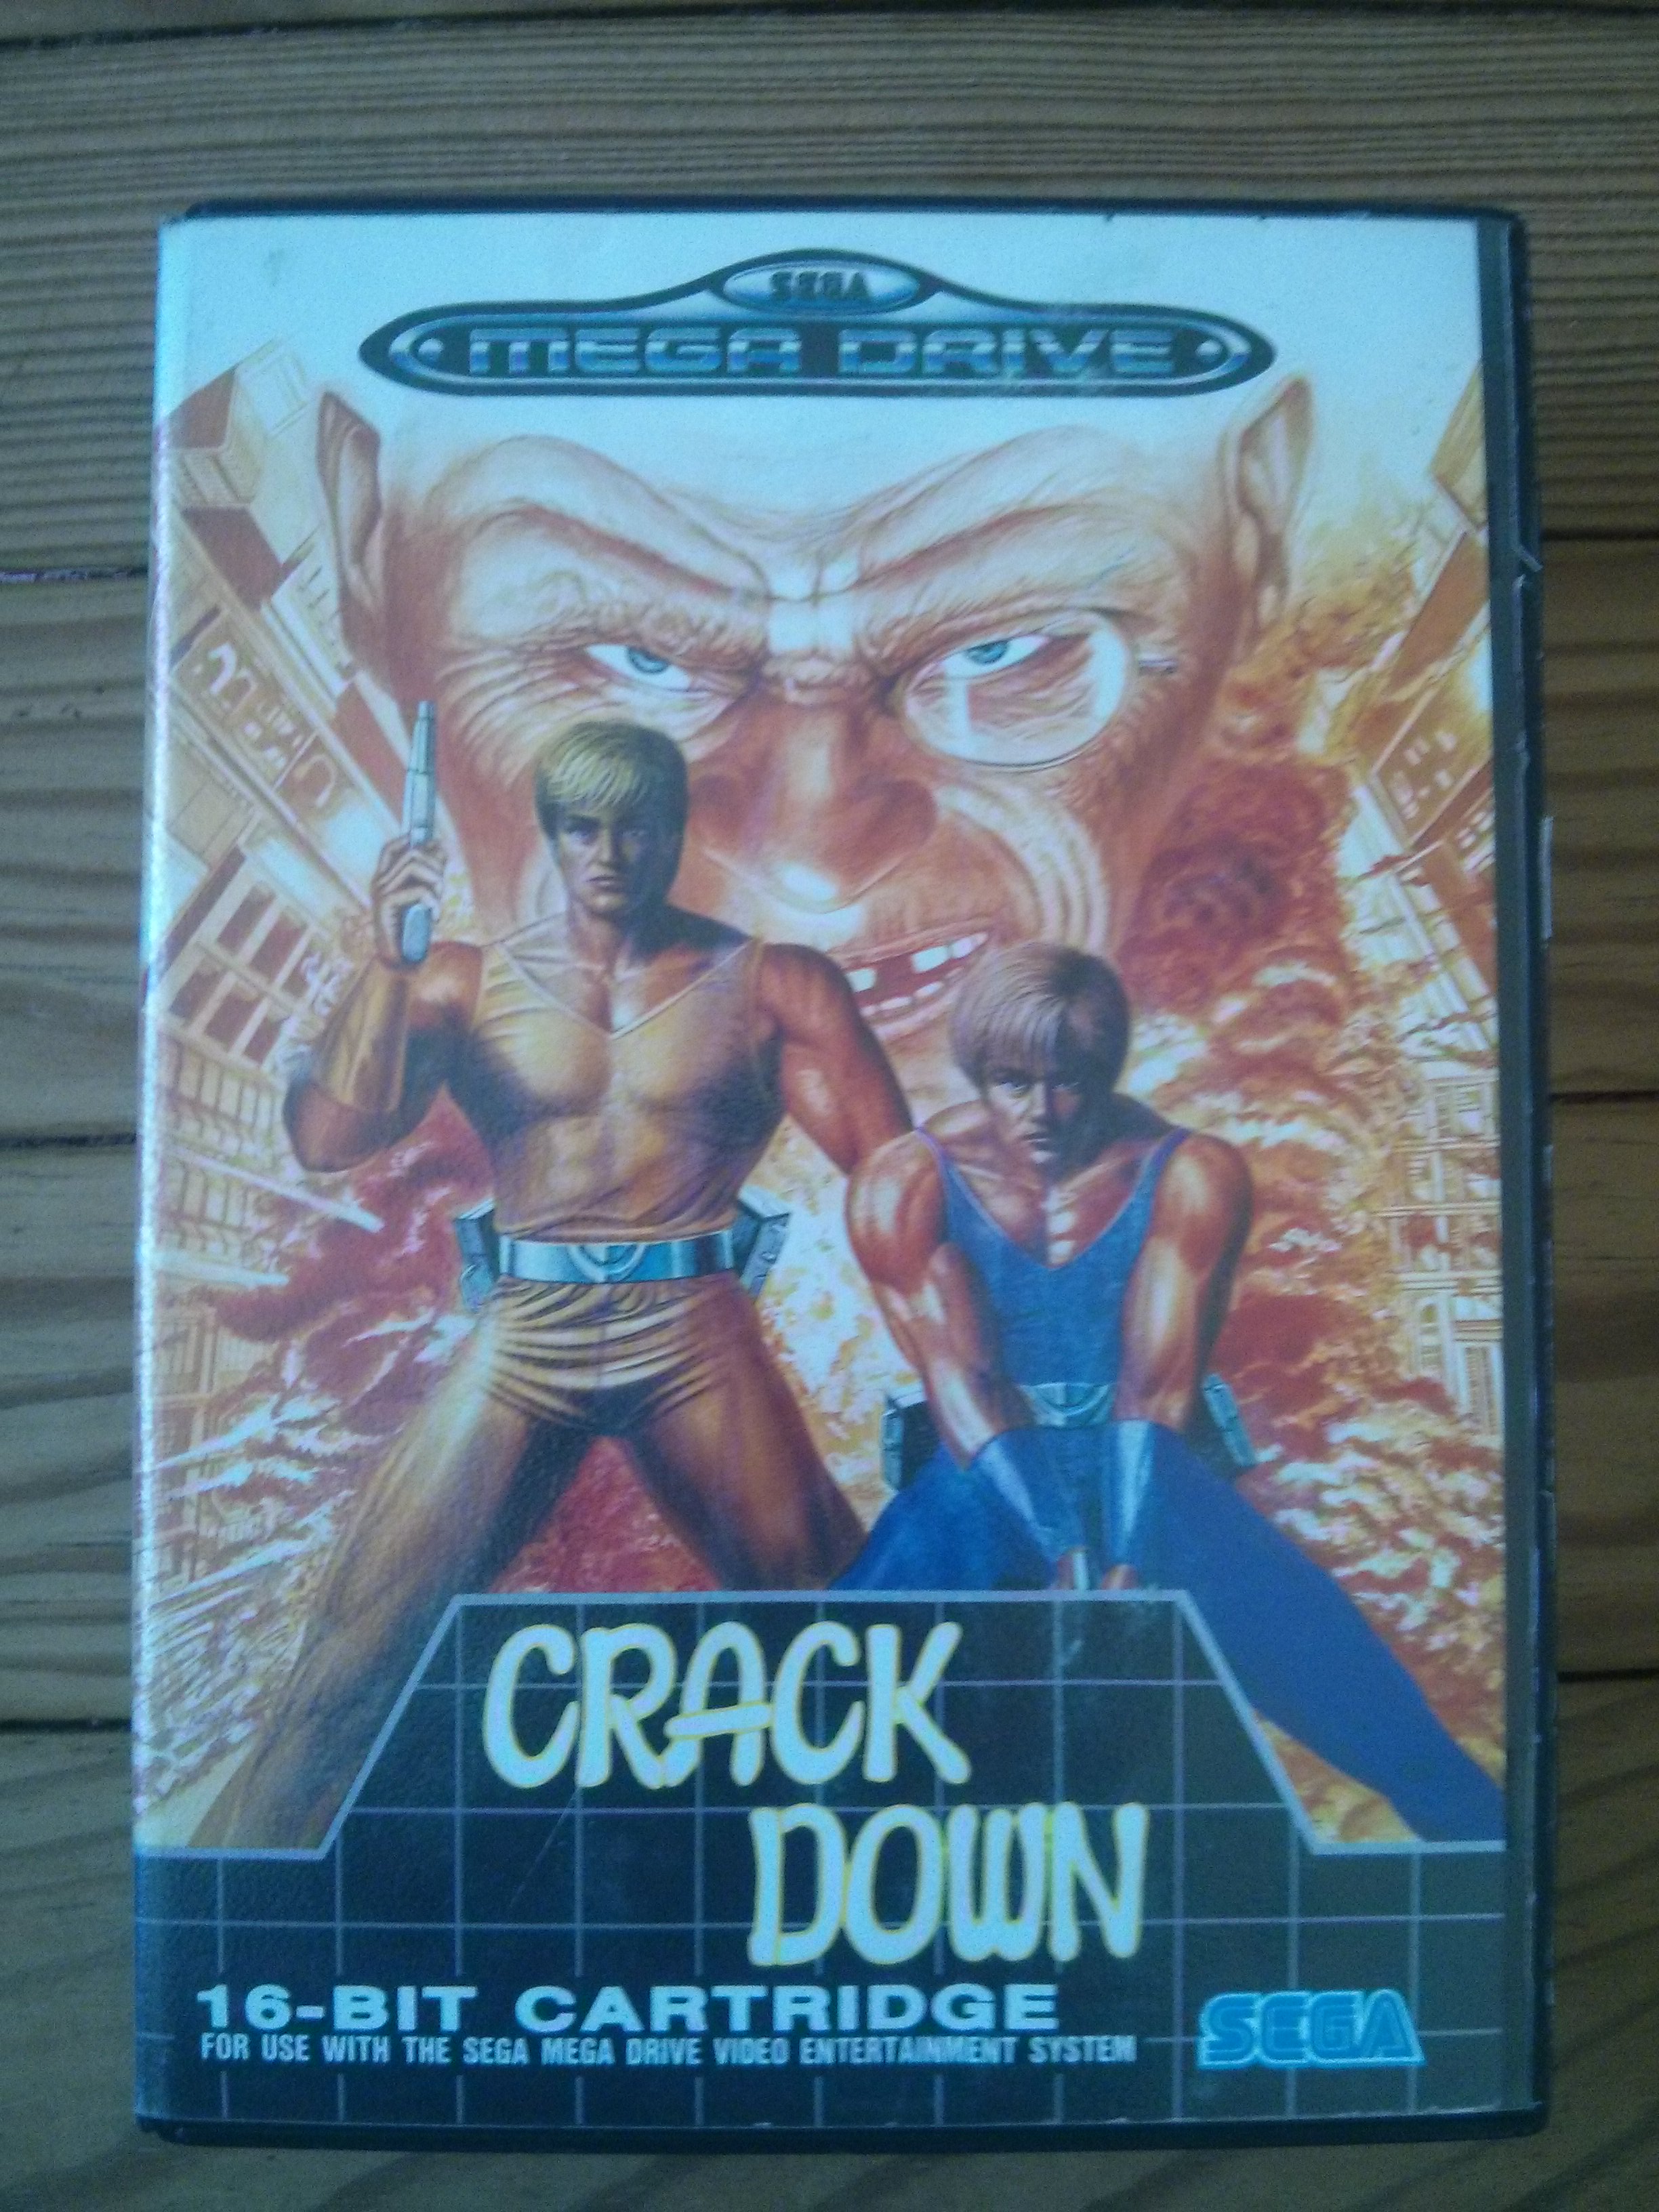 SEGA
MEGA DRIVE
CRACK
DOWN
16-BIT CARTRIDGE
FOR USE WITH THE SEGA MEGA DRIVE VIDEO ENTERTAINMENT SYSTEM
SEGA